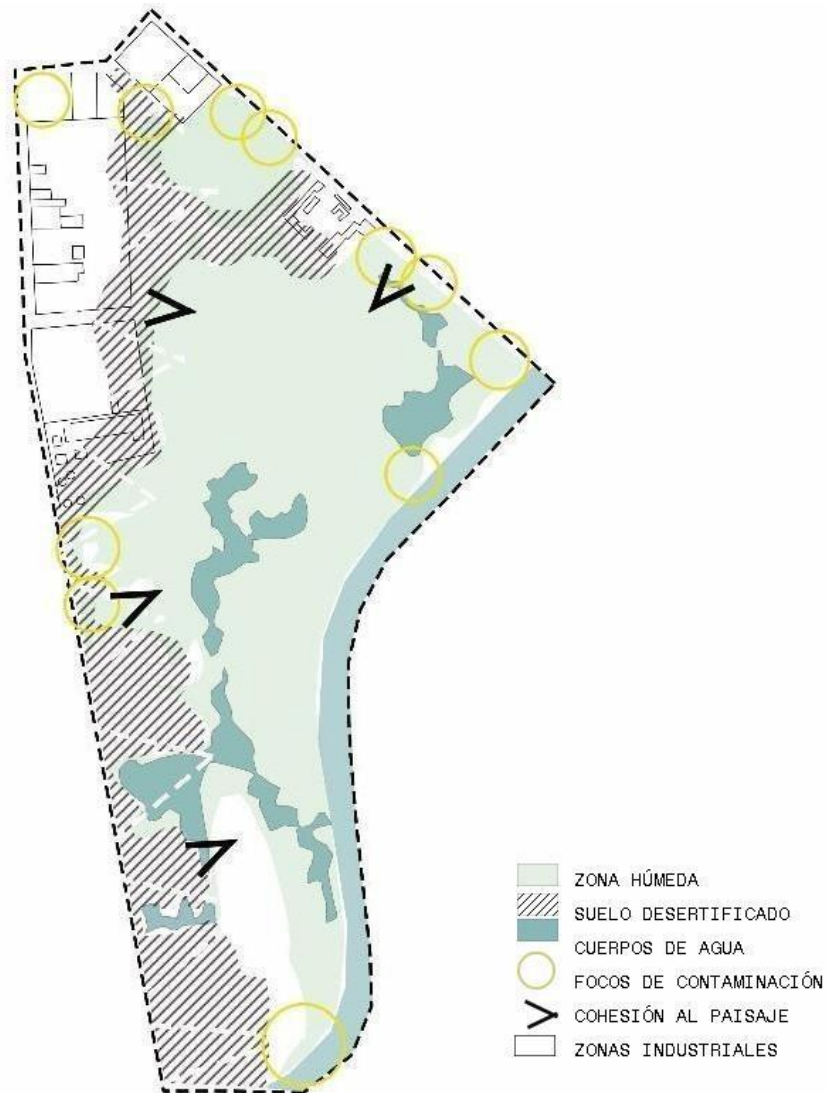 ZONA HÚMEDA
SUELO DESERTIFICADO
CUERPOS DE AGUA
FOCOS DE CONTAMINACIÓN
COHESIÓN AL PAISAJE
ZONAS INDUSTRIALES